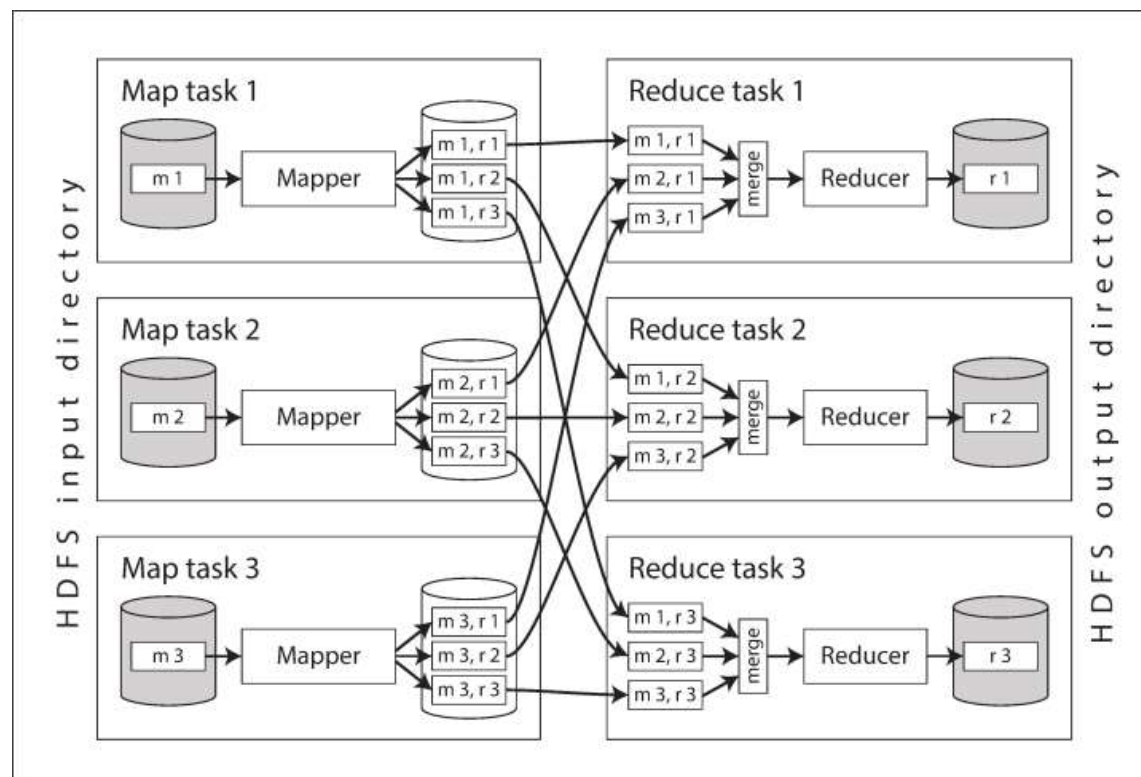 HDFS input directory
Map task 1
m 1
Mapper
m 1, r 1
m 1, r 2
m 1, r 3
Reduce task 1
m 1, r 1
m 2, r 1
m 3, r 1
merge
Reducer
r 1
Map task 2
m 2
Mapper
m 2, r 1
m 2, r 2
m 2, r 3
Reduce task 2
m 1, r 2
m 2, r 2
m 3, r 2
merge
Reducer
r 2
Map task 3
m 3
Mapper
m 3, r 1
m 3, r 2
m 3, r 3
Reduce task 3
m 1, r 3
m 2, r 3
m 3, r 3
merge
Reducer
r 3
HDFS output directory